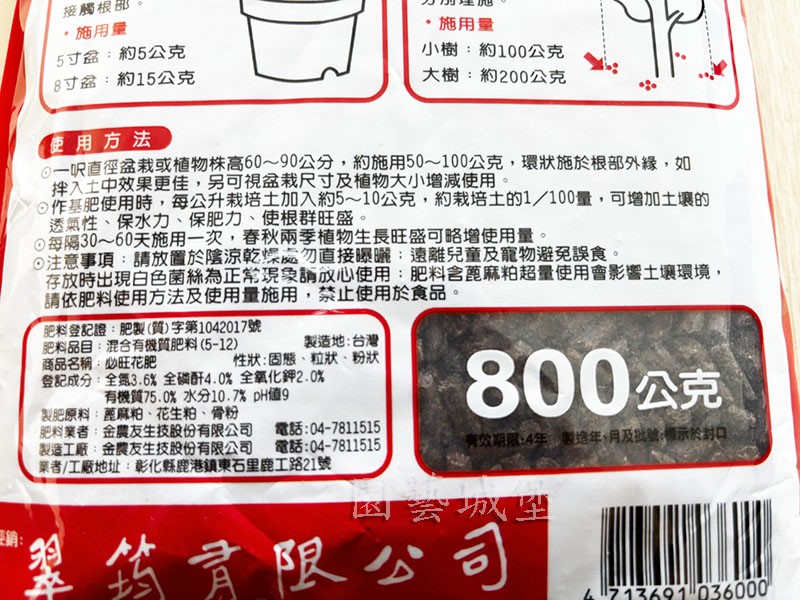 接觸根部。
・施用量
5寸盆：約5公克
8寸盆：約15公克
・施用量
小樹：約100公克
大樹：約200公克
使用方法
⊙一呎直徑盆栽或植物株高60～90公分，約施用50～100公克，環狀施於根部外緣，如
拌入土中效果更佳，另可視盆栽尺寸及植物大小增減使用。
⊙作基肥使用時，每公升栽培土加入約5～10公克，約栽培土的1／100量，可增加土壤的
透氣性、保水力、保肥力、使根群旺盛。
⊙每隔30～60天施用一次，春秋兩季植物生長旺盛可略增使用量。
⊙注意事項：請放置於陰涼乾燥處勿直接曝曬；遠離兒童及寵物避免誤食。
存放時出現白色菌絲為正常現象請放心使用；肥料含蓖麻粕超量使用會影響土壤環境，
請依肥料使用方法及使用量施用，禁止使用於食品。
肥料登記證：肥製(質)字第1042017號
肥料品目：混合有機質肥料(5-12) 製造地：台灣
商品名稱：必旺花肥 性狀：固態、粒狀、粉狀
登記成分：全氮3.6% 全磷酐4.0% 全氧化鉀2.0%
有機質75.0% 水分10.7% pH值9
製肥原料：蓖麻粕、花生粕、骨粉
肥料業者：金農友生技股份有限公司 電話：04-7811515
製造工廠：金農友生技股份有限公司 電話：04-7811515
業者/工廠地址：彰化縣鹿港鎮東石里鹿工路21號
800公克
有效期限：4年 製造年、月及批號：標示於封口
園藝城堡
經銷：
翠筠有限公司
4 713691 036000